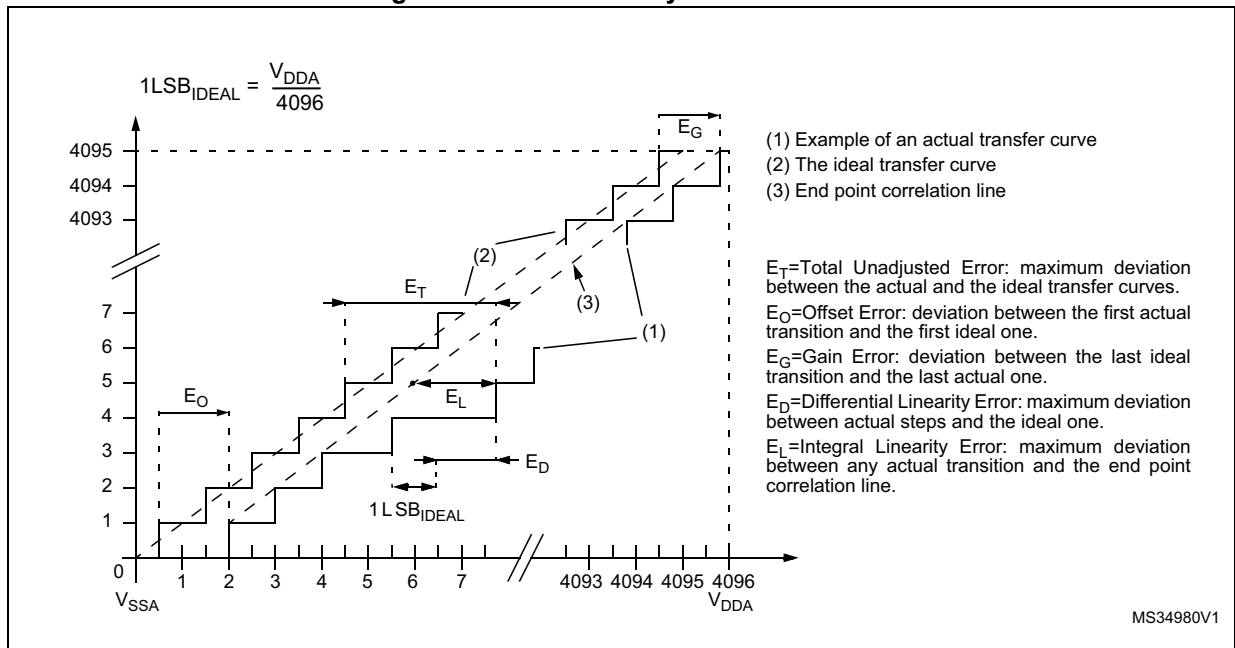 1LSB_IDEAL = V_DDA
4096
E_G
4095
4094
4093
7
6
5
4
3
2
1
0
(2)
E_T
(3)
(1)
E_O
E_L
E_D
1LSB_IDEAL
1 2 3 4 5 6 7 4093 4094 4095 4096
V_SSA
V_DDA
(1) Example of an actual transfer curve
(2) The ideal transfer curve
(3) End point correlation line
E_T=Total Unadjusted Error: maximum deviation
between the actual and the ideal transfer curves.
E_O=Offset Error: deviation between the first actual
transition and the first ideal one.
E_G=Gain Error: deviation between the last ideal
transition and the last actual one.
E_D=Differential Linearity Error: maximum deviation
between actual steps and the ideal one.
E_L=Integral Linearity Error: maximum deviation
between any actual transition and the end point
correlation line.
MS34980V1